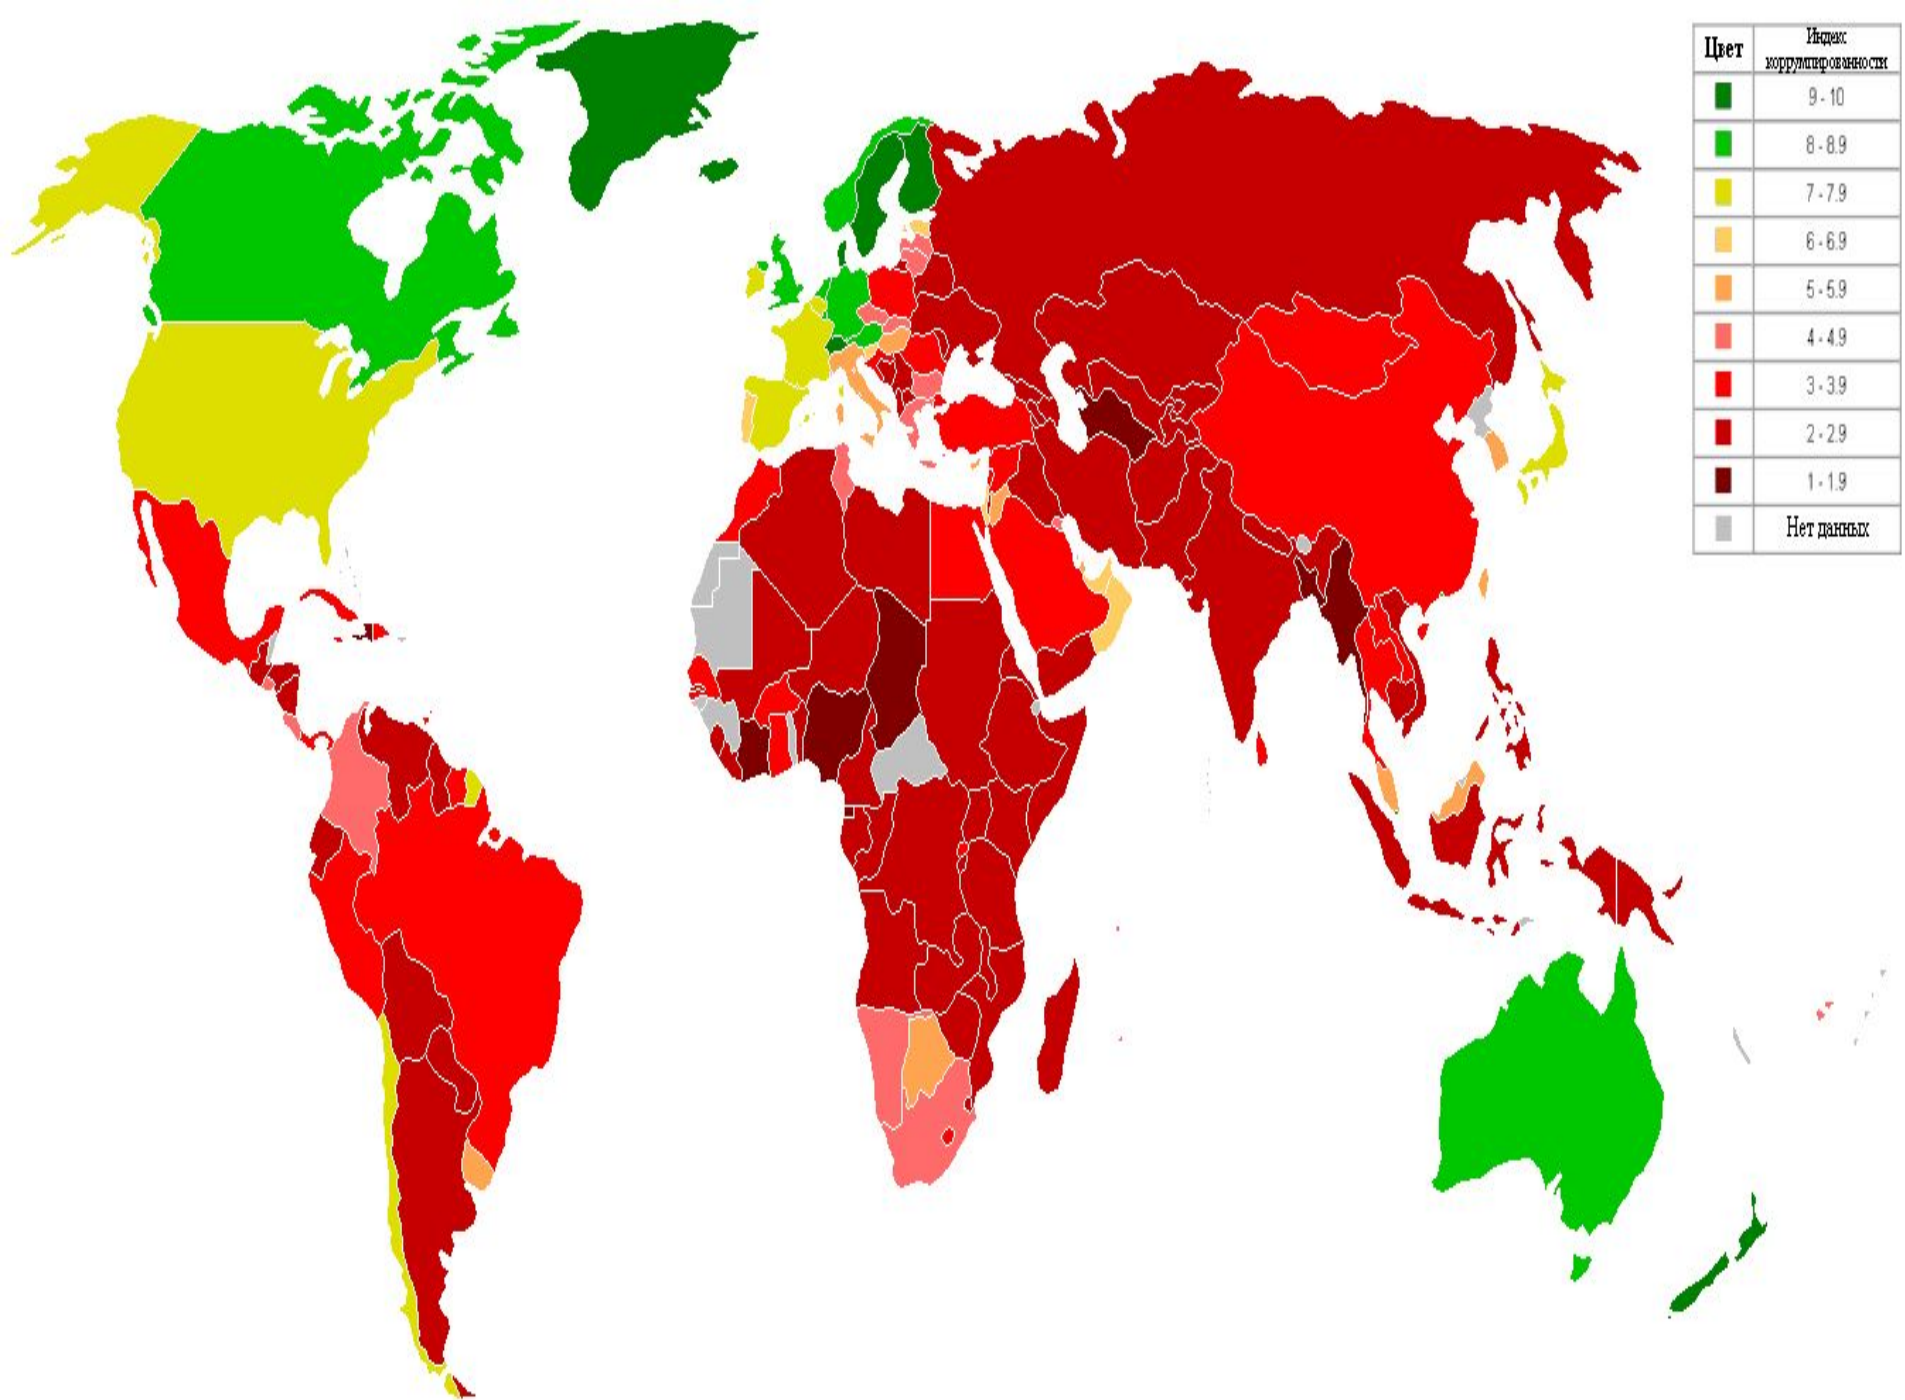 Цвет
Индекс
коррумпированности
9 - 10
8 - 8.9
7 - 7.9
6 - 6.9
5 - 5.9
4 - 4.9
3 - 3.9
2 - 2.9
1 - 1.9
Нет данных